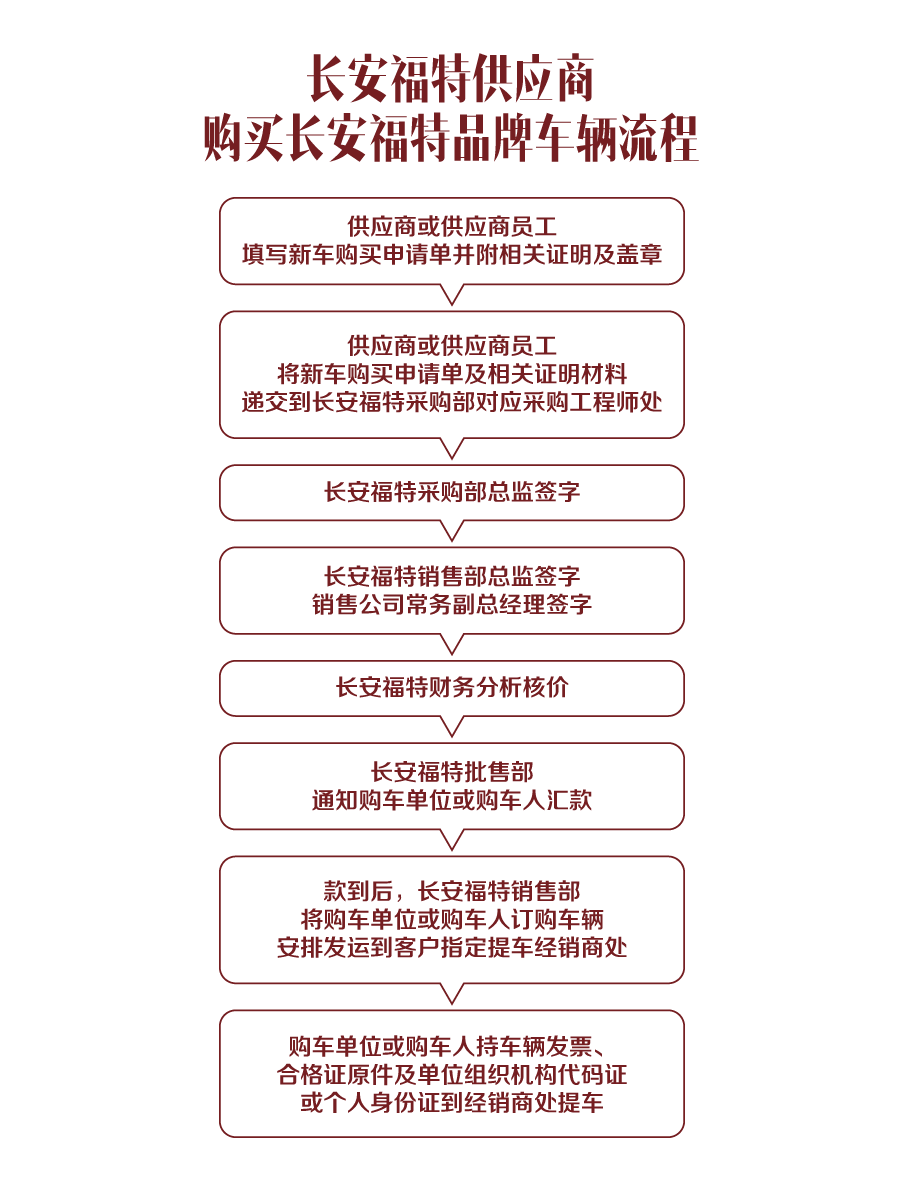 长安福特供应商
购买长安福特品牌车辆流程
供应商或供应商员工
填写新车购买申请单并附相关证明及盖章
供应商或供应商员工
将新车购买申请单及相关证明材料
递交到长安福特采购部对应采购工程师处
长安福特采购部总监签字
长安福特销售部总监签字
销售公司常务副总经理签字
长安福特财务分析核价
长安福特批售部
通知购车单位或购车人汇款
款到后，长安福特销售部
将购车单位或购车人订购车辆
安排发运到客户指定提车经销商处
购车单位或购车人持车辆发票、
合格证原件及单位组织机构代码证
或个人身份证到经销商处提车